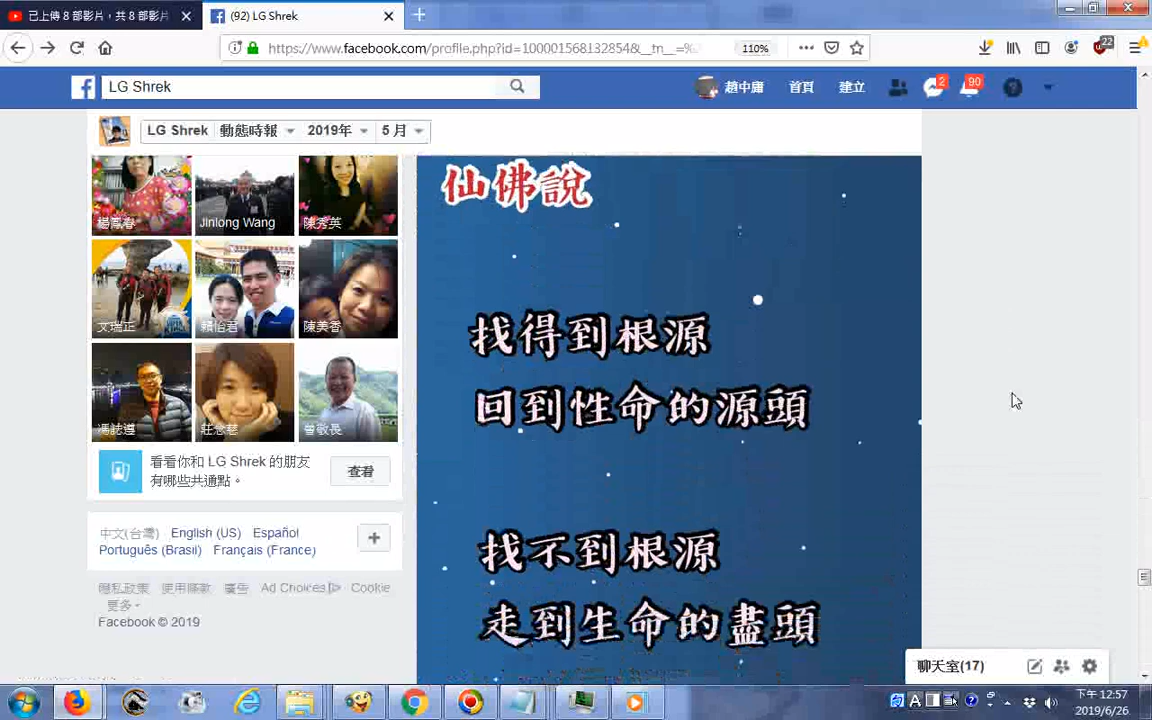 已上傳 8 部影片，共 8 部影片
(92) LG Shrek
https://www.facebook.com/profile.php?id=100001568132854&__tn__=%
110%
22
LG Shrek
趙中庸
首頁
建立
2
90
LG Shrek
動態時報
2019年
5 月
楊鳳春
Jinlong Wang
陳秀英
文瑞正
賴怡君
陳美香
馮誌遵
莊念慈
曾敬長
看看你和 LG Shrek 的朋友
有哪些共通點。
查看
中文(台灣)
English (US)
Español
Português (Brasil)
Français (France)
隱私政策
使用條款
廣告
Ad Choices
Cookie
更多
Facebook © 2019
仙佛說
找得到根源
回到性命的源頭
找不到根源
走到生命的盡頭
聊天室(17)
下午 12:57
2019/6/26